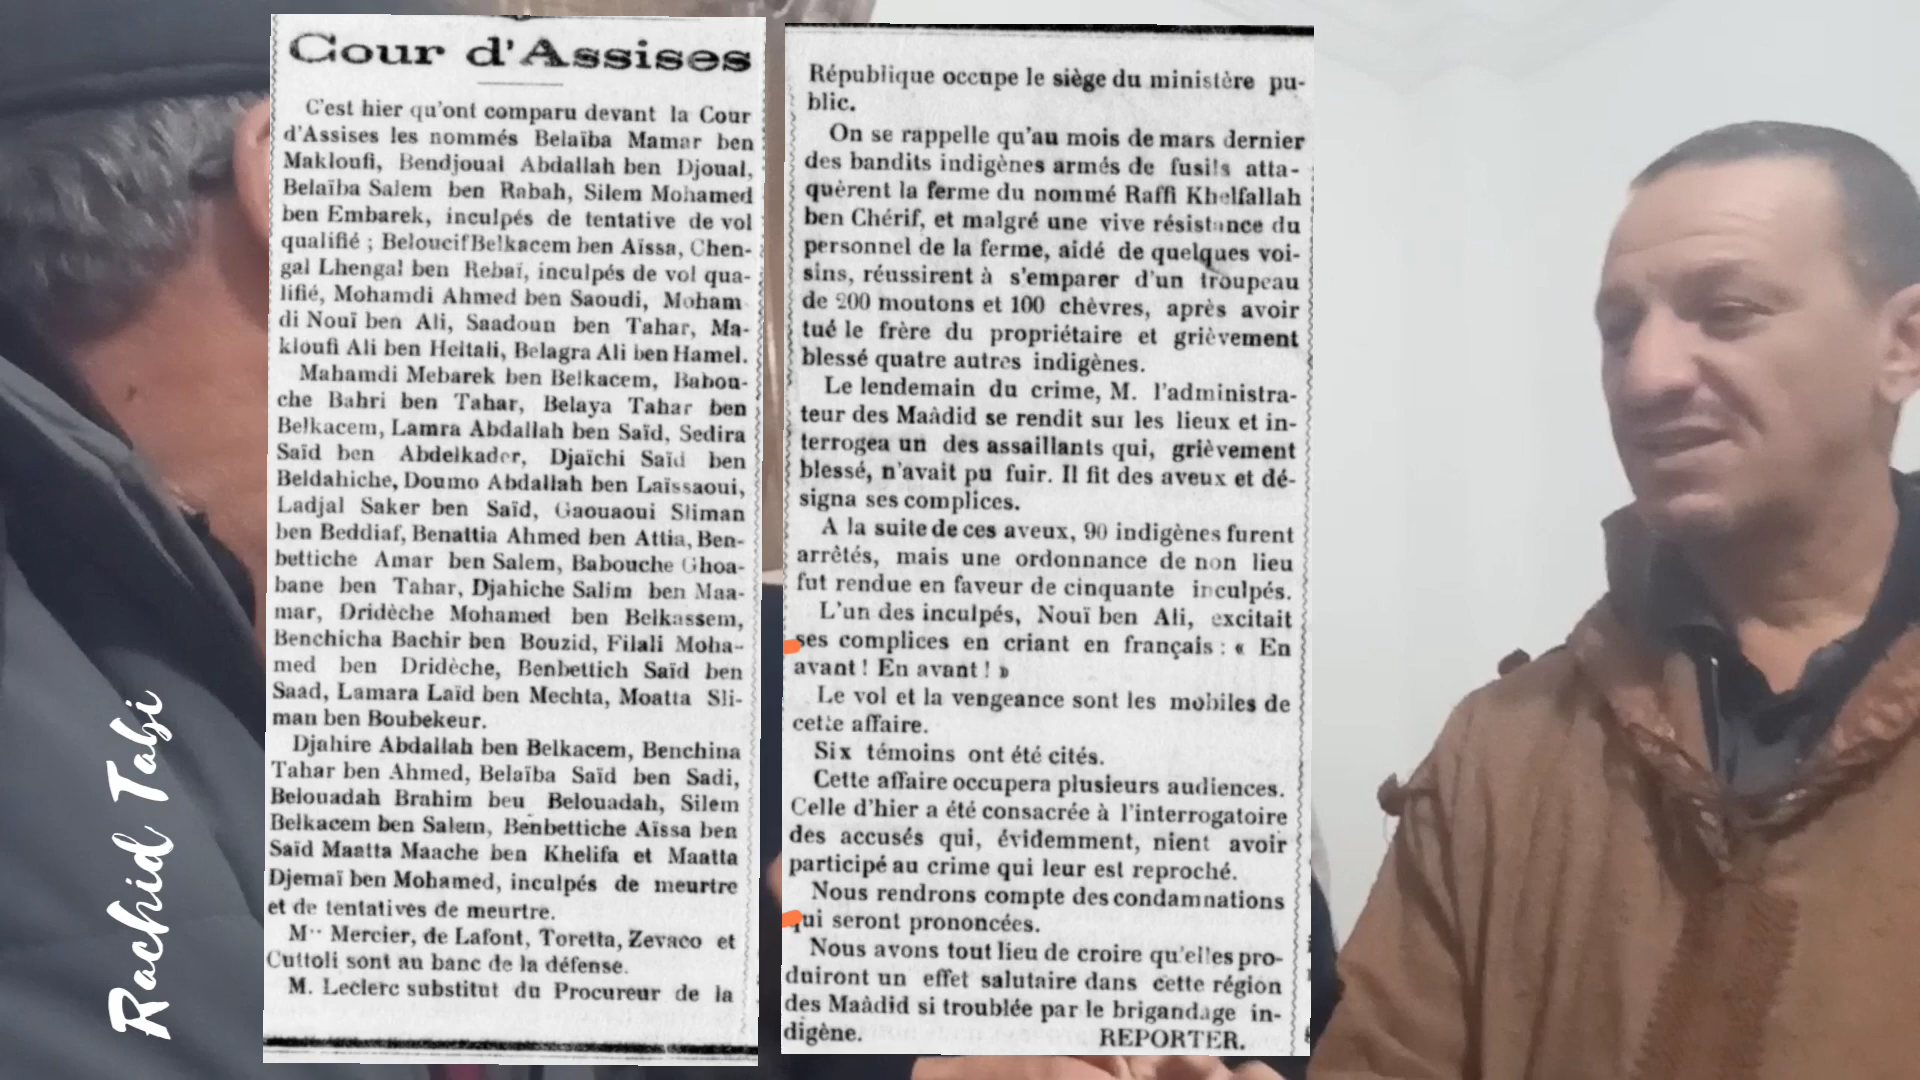 Cour d'Assises
C'est hier qu'ont comparu devant la Cour
d'Assises les nommés Belaïba Mamar ben
Makloufi, Bendjoual Abdallah ben Djoual,
Belaïba Salem ben Rabah, Silem Mohamed
ben Embarek, inculpés de tentative de vol
qualifié ; Beloucif Belkacem ben Aïssa, Chen-
gal Lhengal ben Rebaï, inculpés de vol qua-
lifié, Mohamdi Ahmed ben Saoudi, Moham
di Nouï ben Ali, Saadoun ben Tahar, Ma-
kloufi Ali ben Heitali, Belagra Ali ben Hamel.
Mahamdi Mebarek ben Belkacem, Babou-
che Bahri ben Tahar, Belaya Tahar ben
Belkacem, Lamra Abdallah ben Saïd, Sedira
Saïd ben Abdelkader, Djaïchi Saïd ben
Beldahiche, Doumo Abdallah ben Laïssaoui,
Ladjal Saker ben Saïd, Gaouaoui Sliman
ben Beddiaf, Benattia Ahmed ben Attia, Ben-
bettiche Amar ben Salem, Babouche Ghoa-
bane ben Tahar, Djahiche Salim ben Maa-
mar, Dridèche Mohamed ben Belkassem,
Benchicha Bachir ben Bouzid, Filali Moha-
med ben Dridèche, Benbettich Saïd ben
Saad, Lamara Laïd ben Mechta, Moatta Sli-
man ben Boubekeur.
Djahire Abdallah ben Belkacem, Benchina
Tahar ben Ahmed, Belaïba Saïd ben Sadi,
Belouadah Brahim beu Belouadah, Silem
Belkacem ben Salem, Benbettiche Aïssa ben
Saïd Maatta Maache ben Khelifa et Maatta
Djemaï ben Mohamed, inculpés de meurtre
et de tentatives de meurtre.
Mes Mercier, de Lafont, Toretta, Zevaco et
Cuttoli sont au banc de la défense.
M. Leclerc substitut du Procureur de la
République occupe le siège du ministère pu-
blic.
On se rappelle qu'au mois de mars dernier
des bandits indigènes armés de fusils atta-
quèrent la ferme du nommé Raffi Khelfallah
ben Chérif, et malgré une vive résistance du
personnel de la ferme, aidé de quelques voi-
sins, réussirent à s'emparer d'un troupeau
de 200 moutons et 100 chèvres, après avoir
tué le frère du propriétaire et grièvement
blessé quatre autres indigènes.
Le lendemain du crime, M. l'administra-
teur des Maâdid se rendit sur les lieux et in-
terrogea un des assaillants qui, grièvement
blessé, n'avait pu fuir. Il fit des aveux et dé-
signa ses complices.
A la suite de ces aveux, 90 indigènes furent
arrêtés, mais une ordonnance de non lieu
fut rendue en faveur de cinquante inculpés.
L'un des inculpés, Nouï ben Ali, excitait
ses complices en criant en français : « En
avant ! En avant ! »
Le vol et la vengeance sont les mobiles de
cette affaire.
Six témoins ont été cités.
Cette affaire occupera plusieurs audiences.
Celle d'hier a été consacrée à l'interrogatoire
des accusés qui, évidemment, nient avoir
participé au crime qui leur est reproché.
Nous rendrons compte des condamnations
qui seront prononcées.
Nous avons tout lieu de croire qu'elles pro-
duiront un effet salutaire dans cette région
des Maâdid si troublée par le brigandage in-
digène. REPORTER.
Rachid Tabi